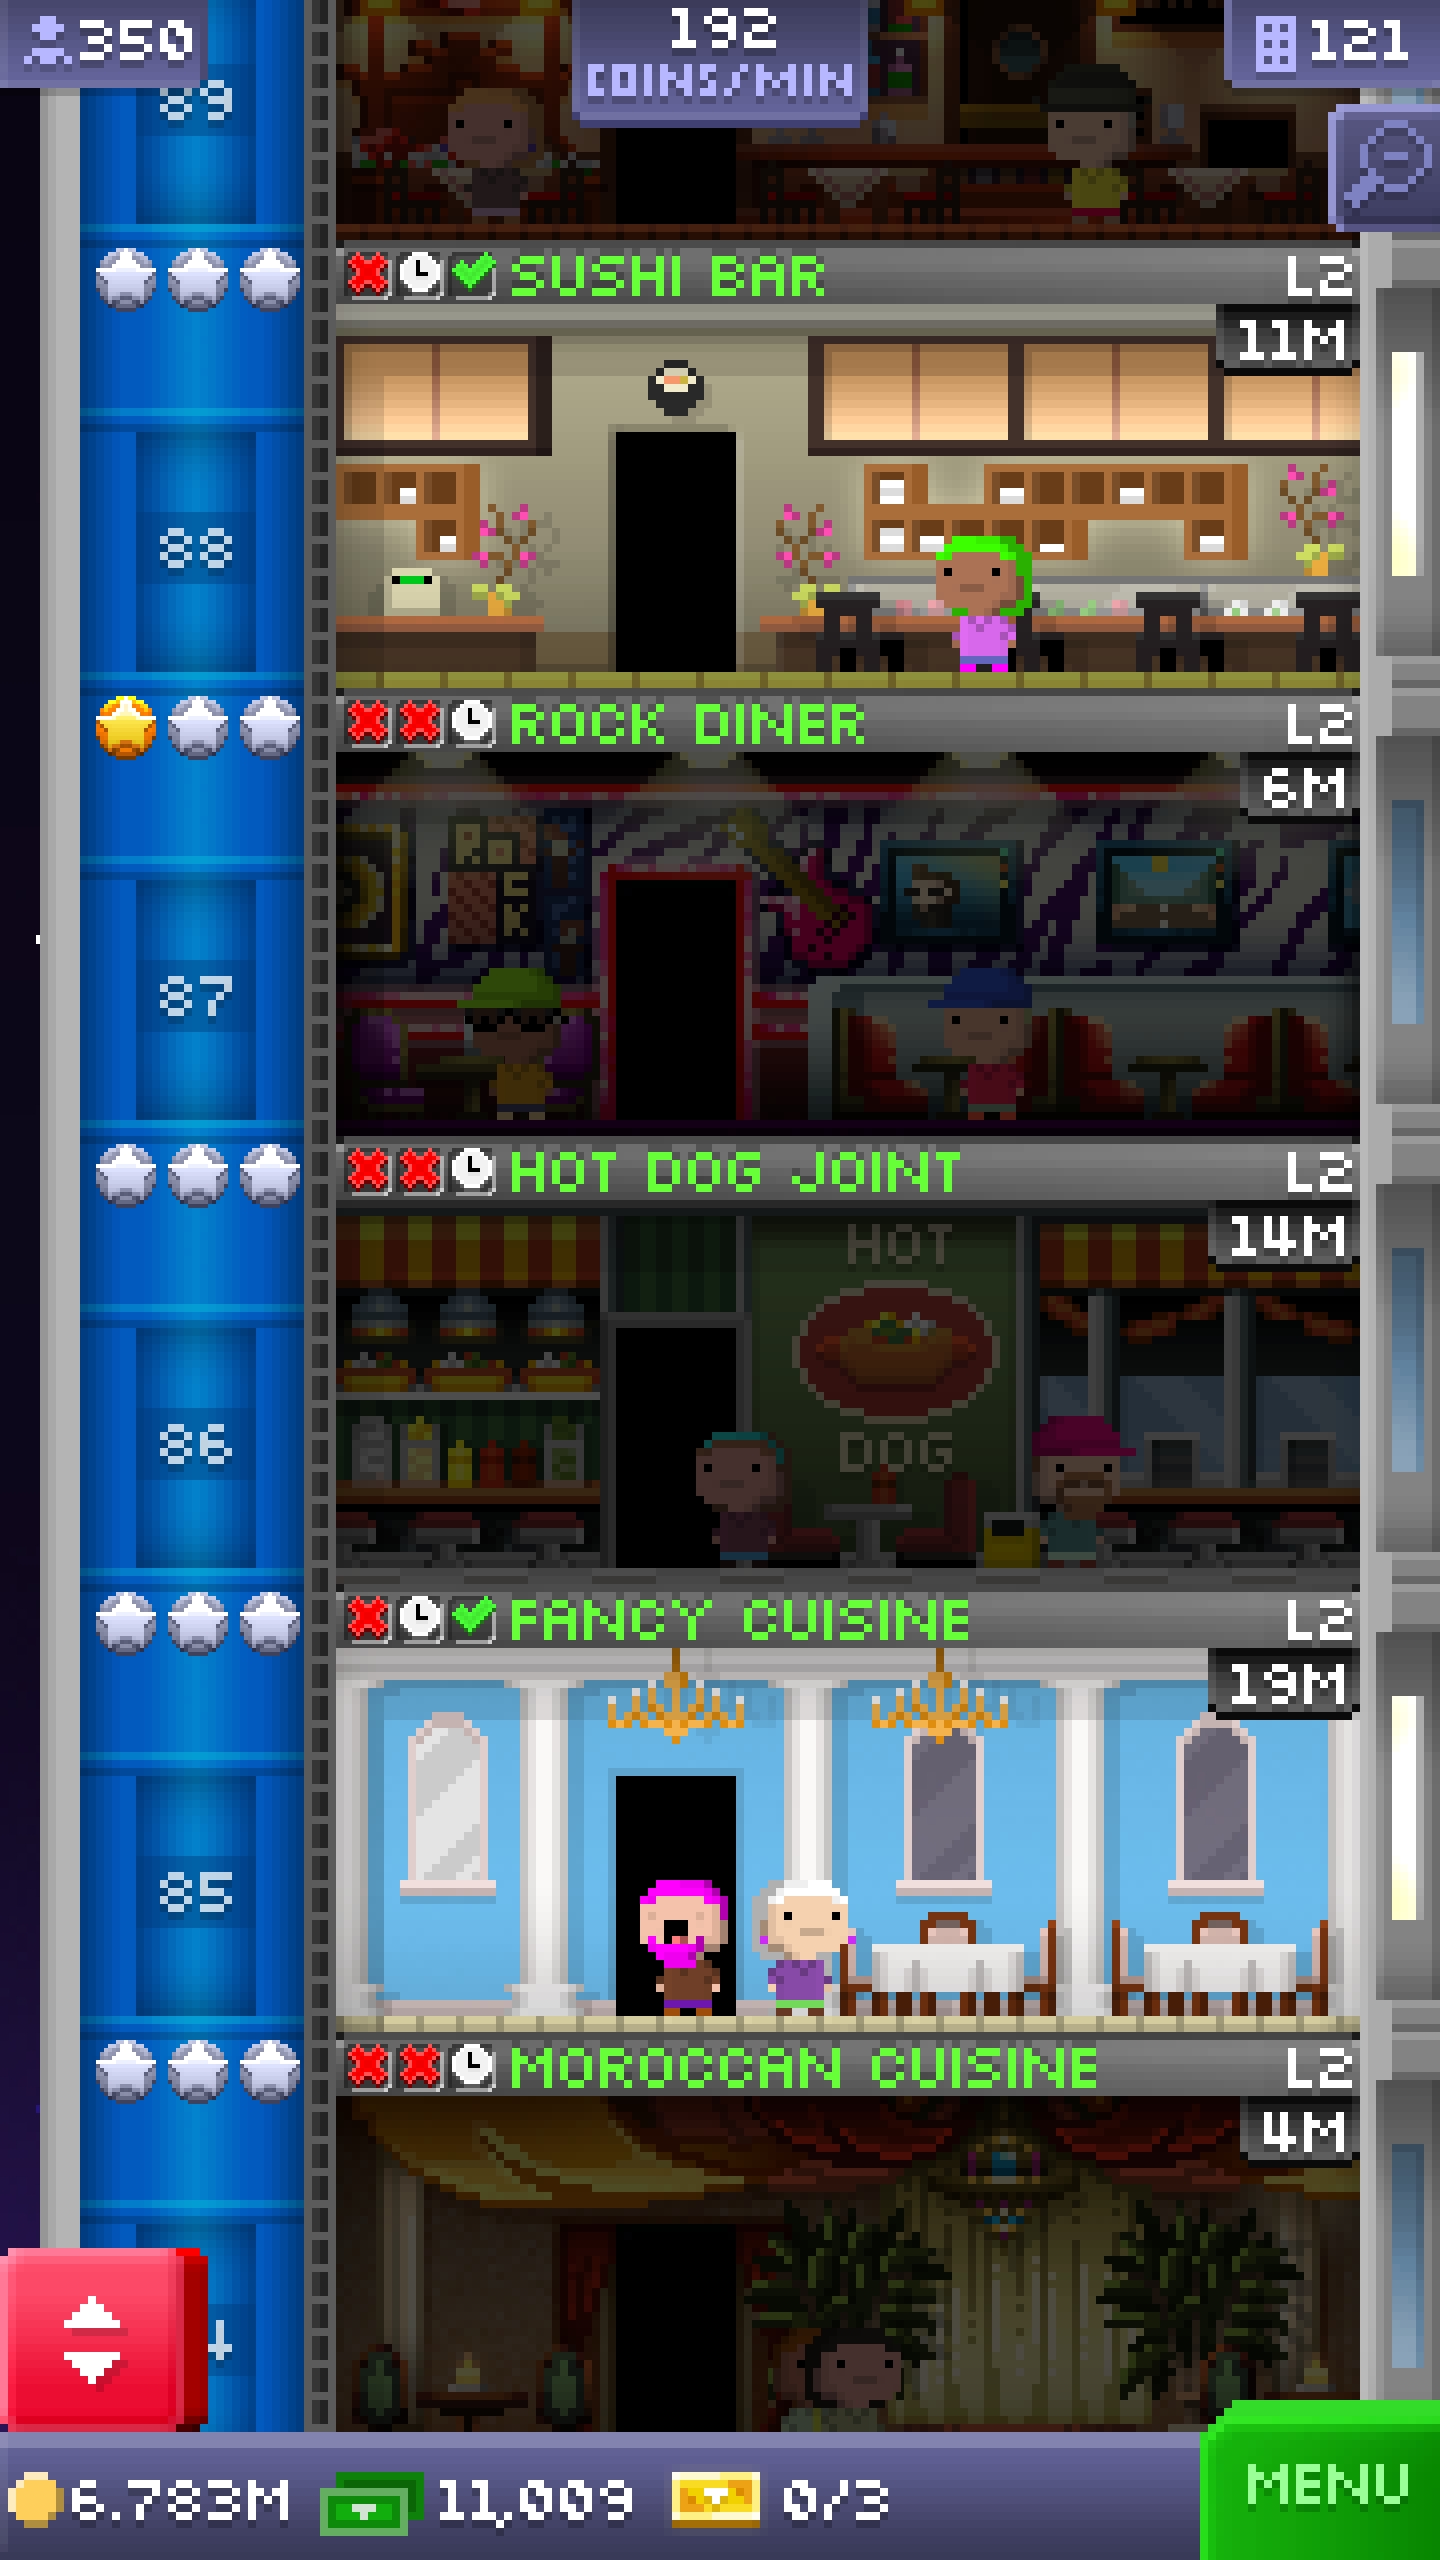 350
192
COINS/MIN
121
89
SUSHI BAR L2
11M
88
ROCK DINER L2
6M
ROCK
87
HOT DOG JOINT L2
14M
HOT
DOG
86
FANCY CUISINE L2
19M
85
MOROCCAN CUISINE L2
4M
4
6.783M 11,009 0/3 MENU